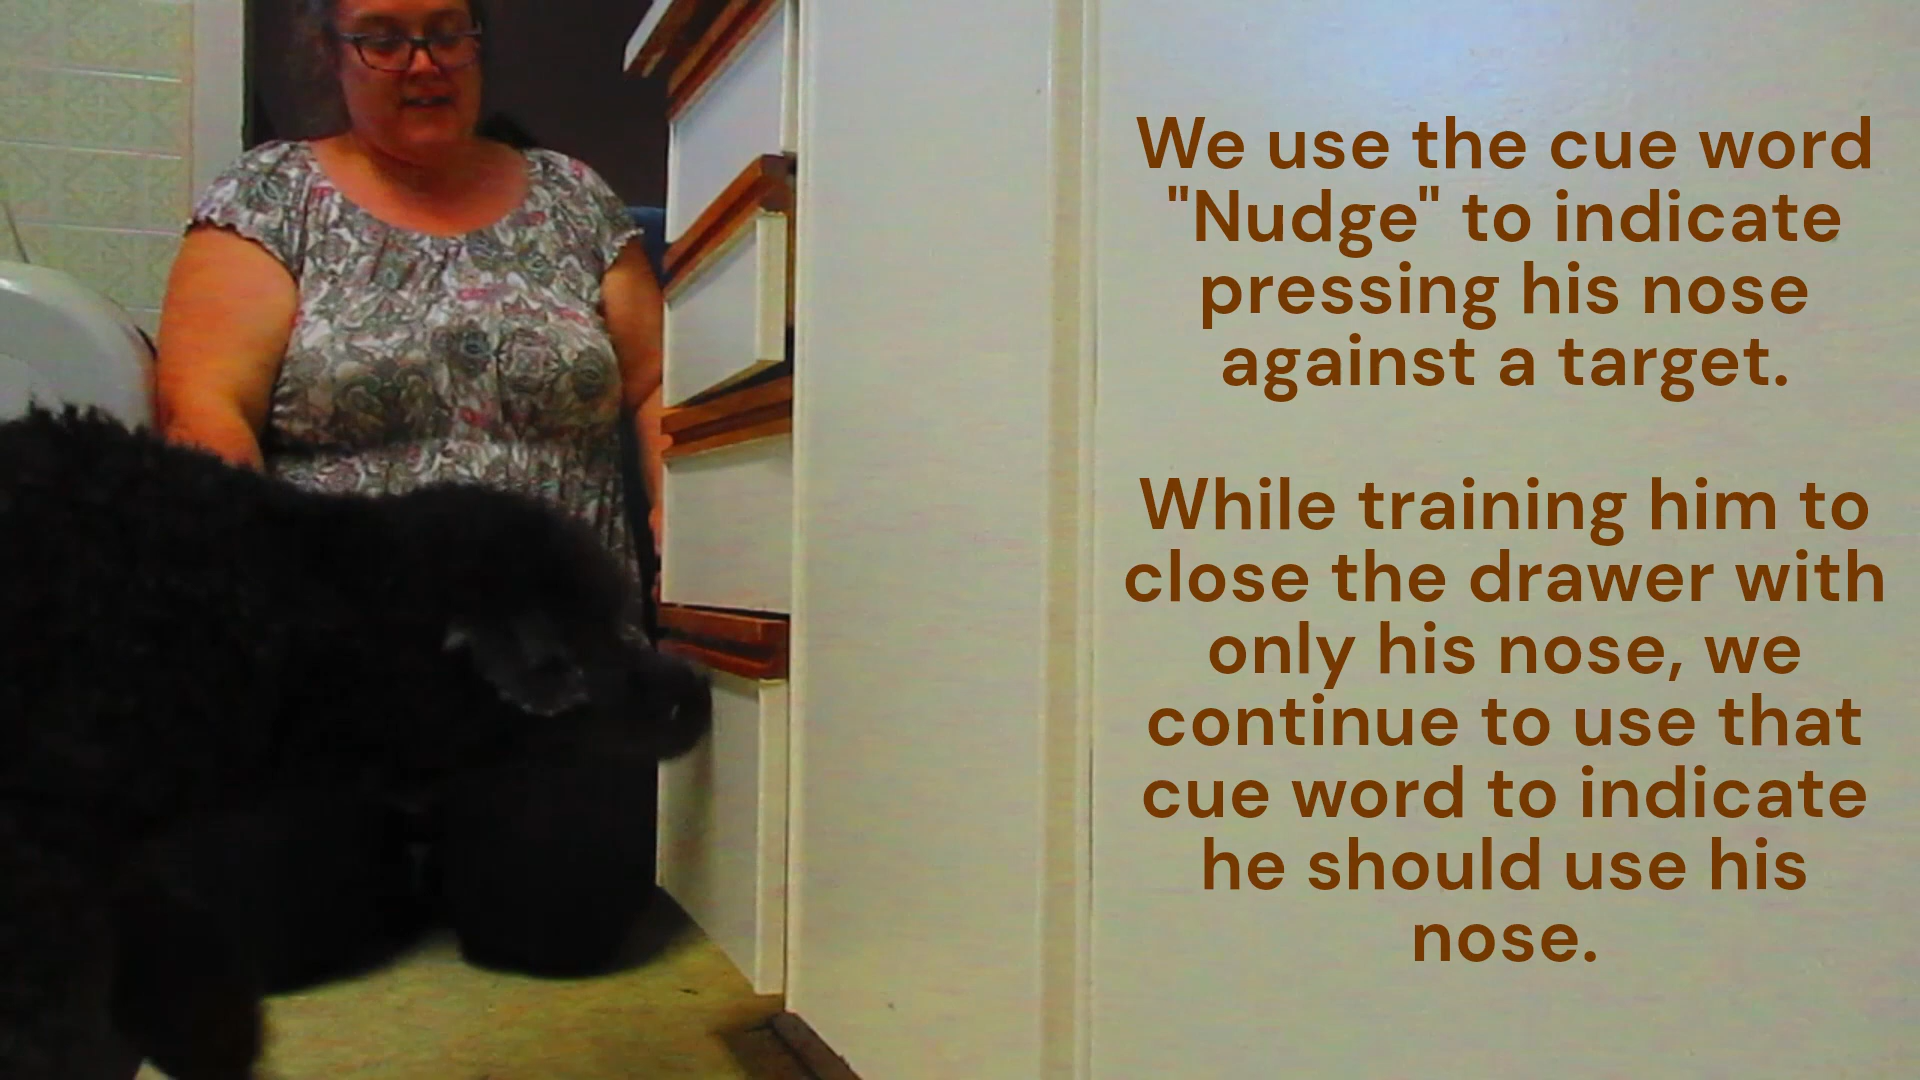 We use the cue word
"Nudge" to indicate
pressing his nose
against a target.
While training him to
close the drawer with
only his nose, we
continue to use that
cue word to indicate
he should use his
nose.